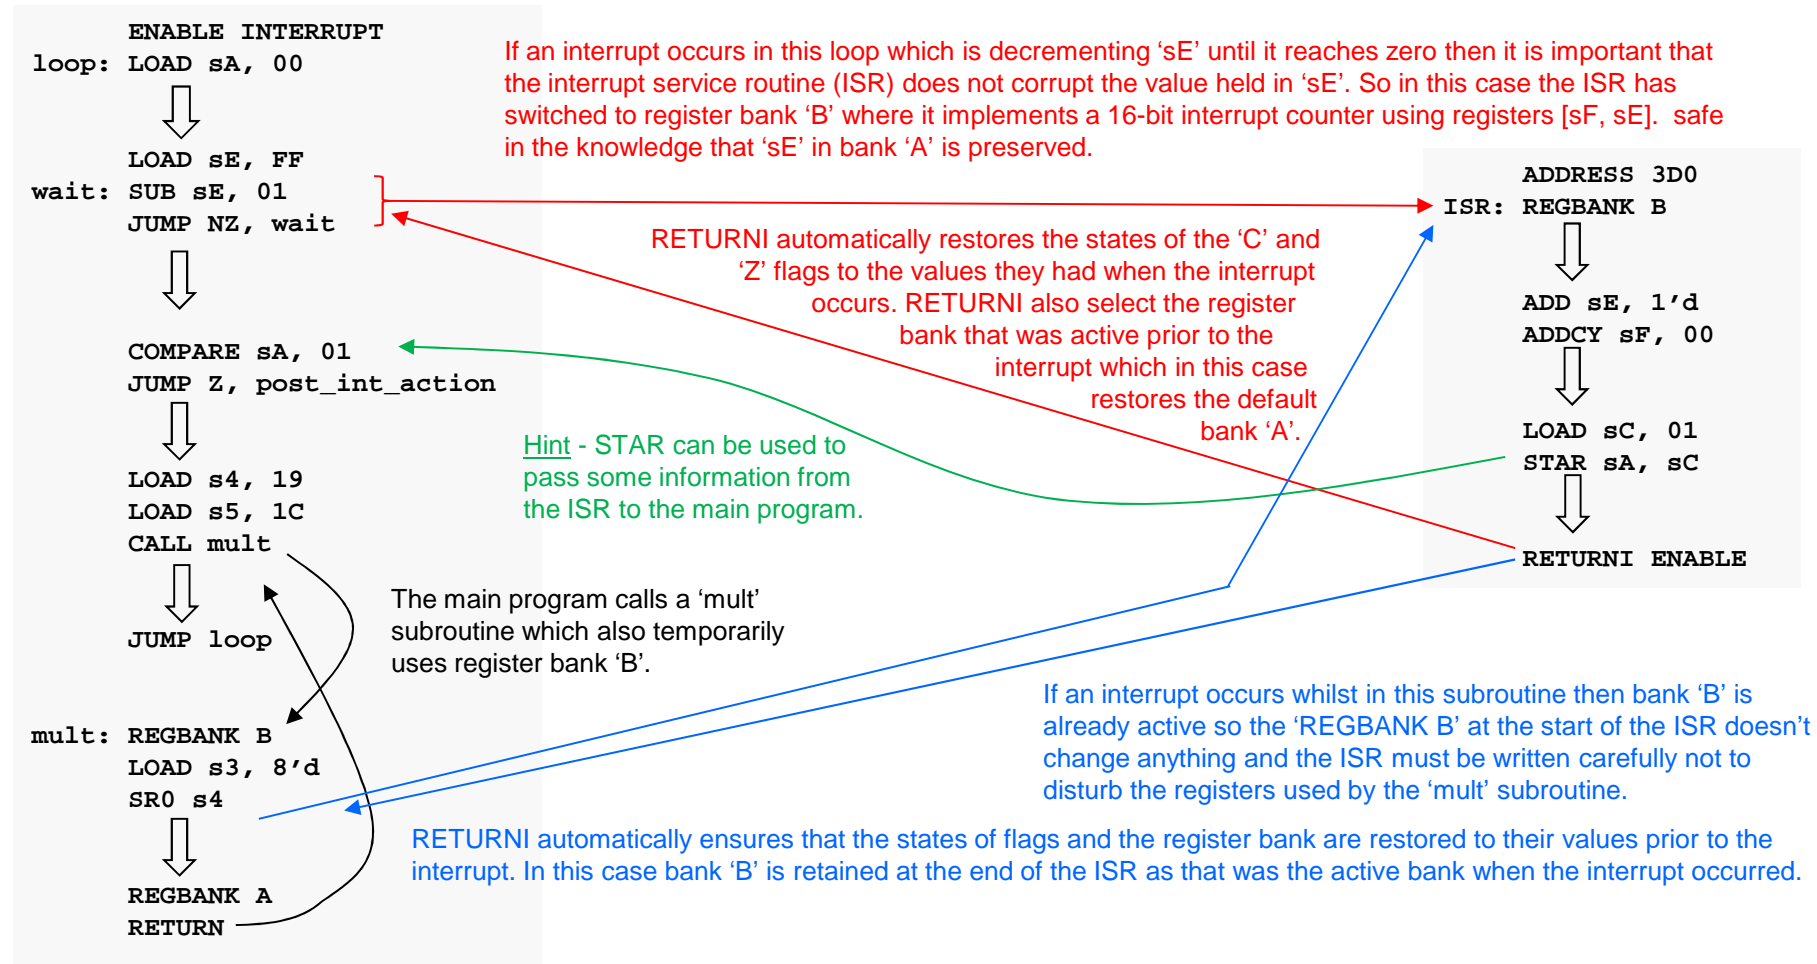 ENABLE INTERRUPT
loop: LOAD sA, 00
LOAD sE, FF
wait: SUB sE, 01
JUMP NZ, wait
COMPARE sA, 01
JUMP Z, post_int_action
LOAD s4, 19
LOAD s5, 1C
CALL mult
JUMP loop
mult: REGBANK B
LOAD s3, 8’d
SR0 s4
REGBANK A
RETURN
If an interrupt occurs in this loop which is decrementing ‘sE’ until it reaches zero then it is important that
the interrupt service routine (ISR) does not corrupt the value held in ‘sE’. So in this case the ISR has
switched to register bank ‘B’ where it implements a 16-bit interrupt counter using registers [sF, sE]. safe
in the knowledge that ‘sE’ in bank ‘A’ is preserved.
ADDRESS 3D0
ISR: REGBANK B
ADD sE, 1’d
ADDCY sF, 00
LOAD sC, 01
STAR sA, sC
RETURNI ENABLE
RETURNI automatically restores the states of the ‘C’ and
‘Z’ flags to the values they had when the interrupt
occurs. RETURNI also select the register
bank that was active prior to the
interrupt which in this case
restores the default
bank ‘A’.
Hint - STAR can be used to
pass some information from
the ISR to the main program.
The main program calls a ‘mult’
subroutine which also temporarily
uses register bank ‘B’.
If an interrupt occurs whilst in this subroutine then bank ‘B’ is
already active so the ‘REGBANK B’ at the start of the ISR doesn’t
change anything and the ISR must be written carefully not to
disturb the registers used by the ‘mult’ subroutine.
RETURNI automatically ensures that the states of flags and the register bank are restored to their values prior to the
interrupt. In this case bank ‘B’ is retained at the end of the ISR as that was the active bank when the interrupt occurred.